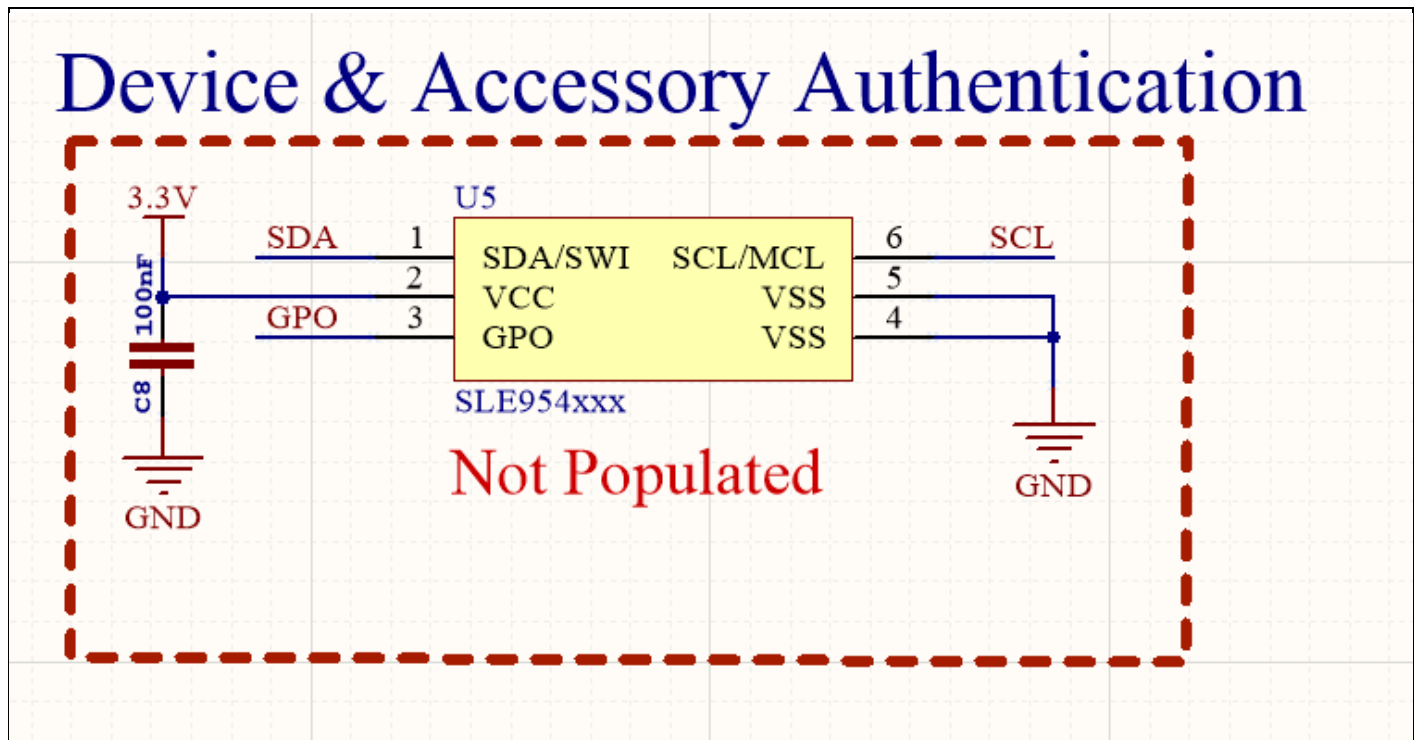 Device & Accessory Authentication
3.3V
U5
SDA
1
SDA/SWI
SCL/MCL
6
SCL
100nF
2
VCC
VSS
5
GPO
3
GPO
VSS
4
C8
SLE954xxx
Not Populated
GND
GND